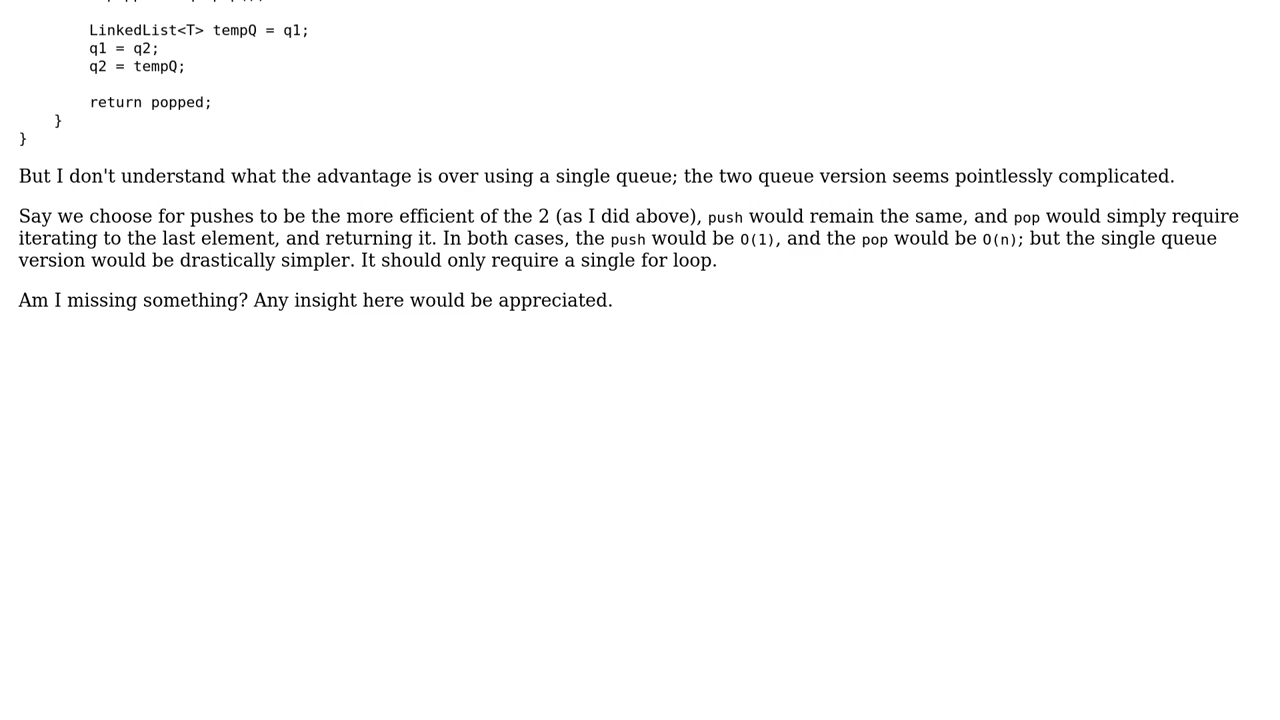 LinkedList<T> tempQ = q1;
q1 = q2;
q2 = tempQ;
return popped;
}
}
But I don't understand what the advantage is over using a single queue; the two queue version seems pointlessly complicated.
Say we choose for pushes to be the more efficient of the 2 (as I did above), push would remain the same, and pop would simply require
iterating to the last element, and returning it. In both cases, the push would be O(1), and the pop would be O(n); but the single queue
version would be drastically simpler. It should only require a single for loop.
Am I missing something? Any insight here would be appreciated.